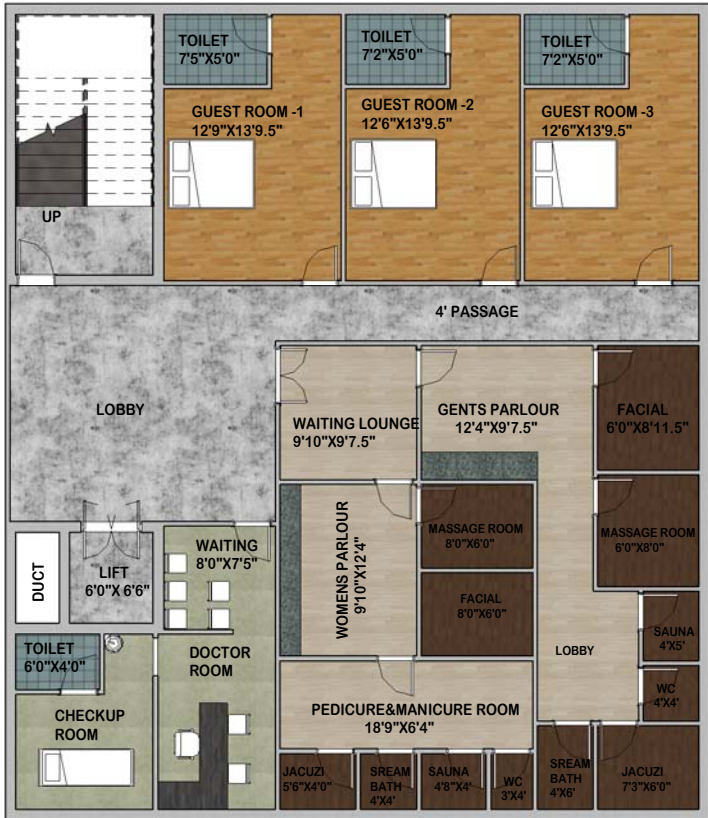 TOILET
7'5"X5'0"
TOILET
7'2"X5'0"
TOILET
7'2"X5'0"
GUEST ROOM -1
12'9"X13'9.5"
GUEST ROOM -2
12'6"X13'9.5"
GUEST ROOM -3
12'6"X13'9.5"
UP
4' PASSAGE
LOBBY
WAITING LOUNGE
9'10"X9'7.5"
GENTS PARLOUR
12'4"X9'7.5"
FACIAL
6'0"X8'11.5"
DUCT
LIFT
6'0"X 6'6"
WAITING
8'0"X7'5"
WOMENS PARLOUR
9'10"X12'4"
MASSAGE ROOM
8'0"X6'0"
MASSAGE ROOM
6'0"X8'0"
FACIAL
8'0"X6'0"
TOILET
6'0"X4'0"
DOCTOR
ROOM
LOBBY
SAUNA
4'X5'
WC
4'X4'
CHECKUP
ROOM
PEDICURE&MANICURE ROOM
18'9"X6'4"
JACUZI
5'6"X4'0"
SREAM
BATH
4'X4'
SAUNA
4'8"X4'
WC
3'X4'
SREAM
BATH
4'X6'
JACUZI
7'3"X6'0"